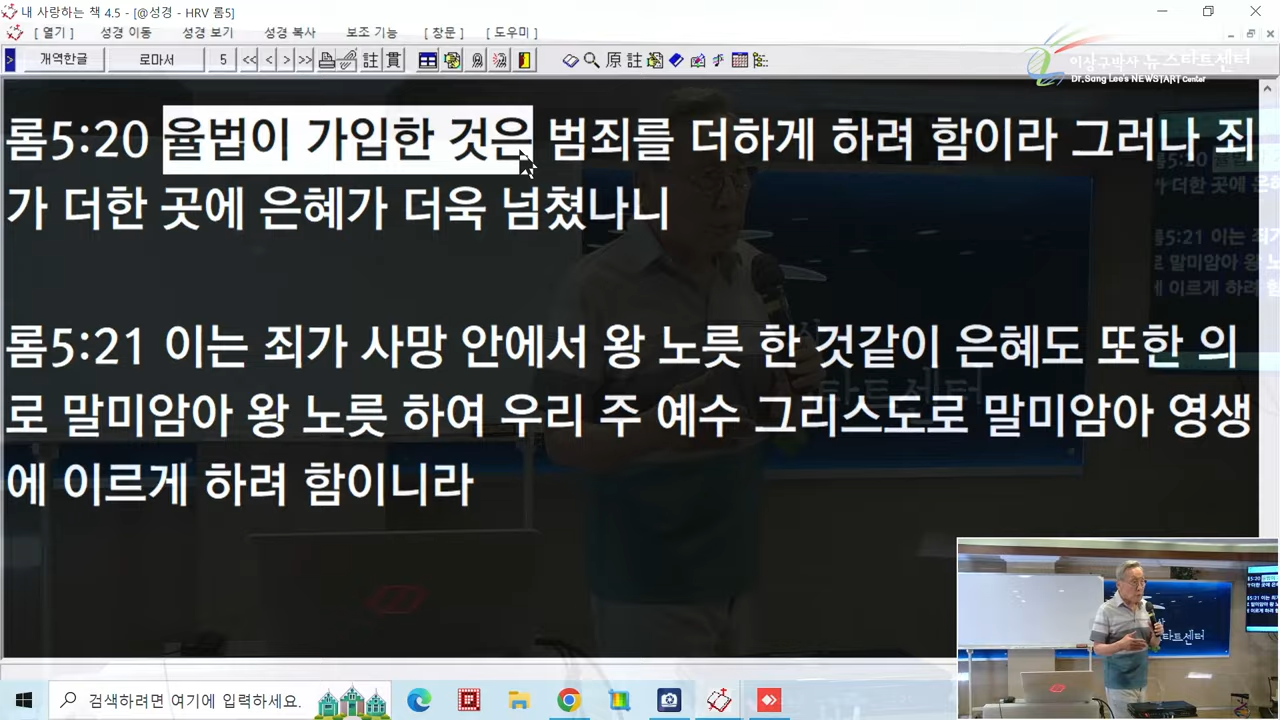 내 사랑하는 책 4.5 - [@성경 - HRV 롬5]
[ 열기 ] 성경 이동 성경 보기 성경 복사 보조 기능 [ 창문 ] [ 도우미 ]
> 개역한글 로마서 5 << < > >> 註 貫 原 註
이상구박사 뉴스타트센터
Dr. Sang Lee's NEWSTART Center
롬5:20 율법이 가입한 것은 범죄를 더하게 하려 함이라 그러나 죄
가 더한 곳에 은혜가 더욱 넘쳤나니
롬5:21 이는 죄가 사망 안에서 왕 노릇 한 것같이 은혜도 또한 의
로 말미암아 왕 노릇 하여 우리 주 예수 그리스도로 말미암아 영생
에 이르게 하려 함이니라
타트센터
검색하려면 여기에 입력하세요.